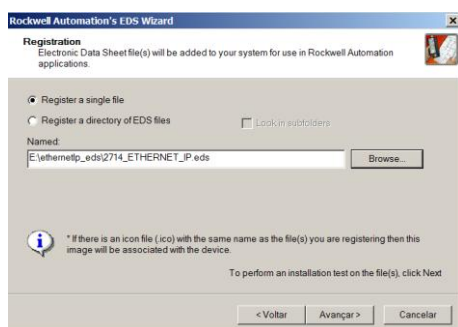 Rockwell Automation's EDS Wizard
Registration
Electronic Data Sheet file(s) will be added to your system for use in Rockwell Automation
applications.
Register a single file
Register a directory of EDS files
Look in subfolders
Named:
E:\ethernetip_eds\2714_ETHERNET_IP.eds
Browse...
* If there is an icon file (.ico) with the same name as the file(s) you are registering then this
image will be associated with the device.
To perform an installation test on the file(s), click Next
< Voltar
Avançar >
Cancelar